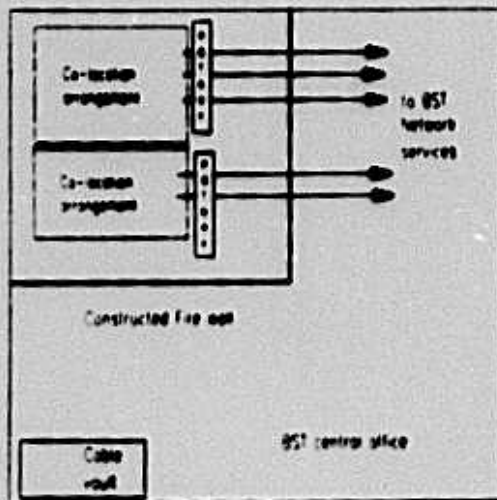 Co-location
arrangement
to BST
Network
services
Co-location
arrangement
Constructed Fire wall
BST central office
Cable
vault